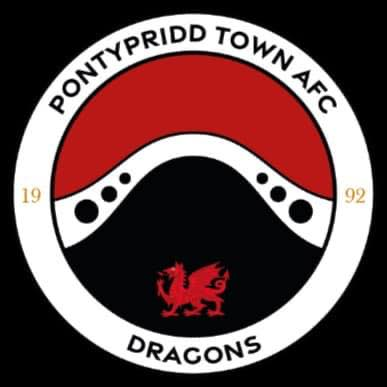 PONTYPRIDD TOWN AFC
19 92
DRAGONS